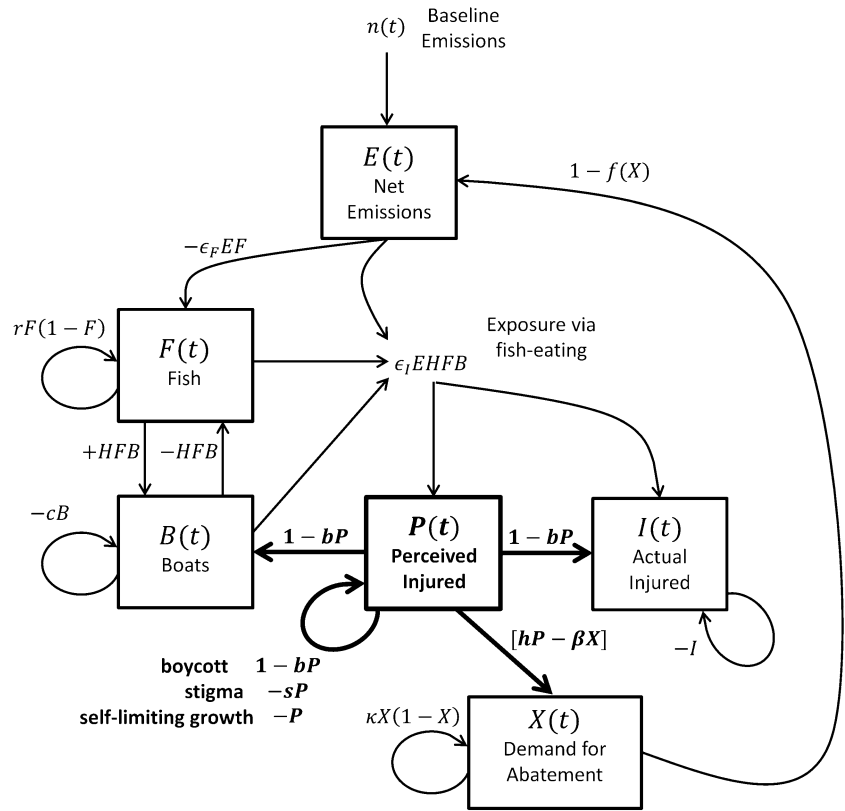 n(t)
Baseline
Emissions
E(t)
Net
Emissions
1 − f(X)
−ϵ_F EF
rF(1 − F)
F(t)
Fish
Exposure via
fish-eating
ϵ_I EHFB
+HFB
−HFB
−cB
B(t)
Boats
1 − bP
P(t)
Perceived
Injured
1 − bP
I(t)
Actual
Injured
−I
[hP − βX]
boycott 1 − bP
stigma −sP
self-limiting growth −P
κX(1 − X)
X(t)
Demand for
Abatement